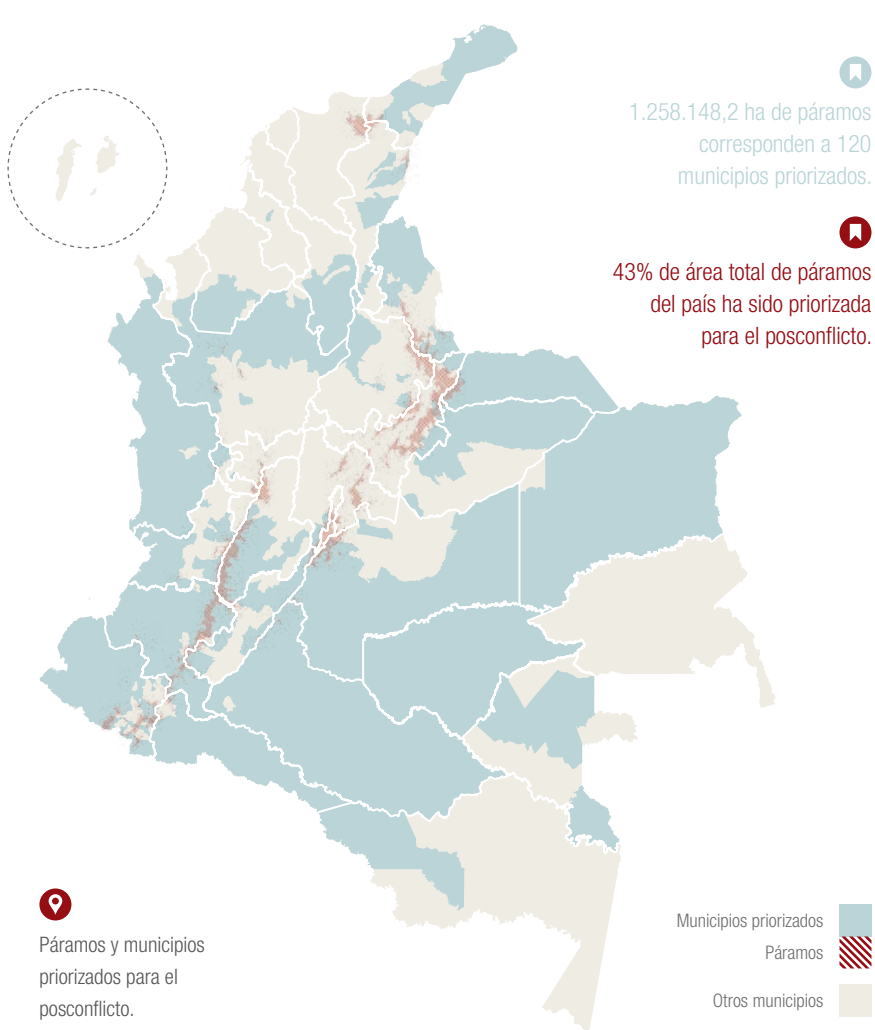 1.258.148,2 ha de páramos
corresponden a 120
municipios priorizados.
43% de área total de páramos
del país ha sido priorizada
para el posconflicto.
Páramos y municipios
priorizados para el
posconflicto.
Municipios priorizados
Páramos
Otros municipios